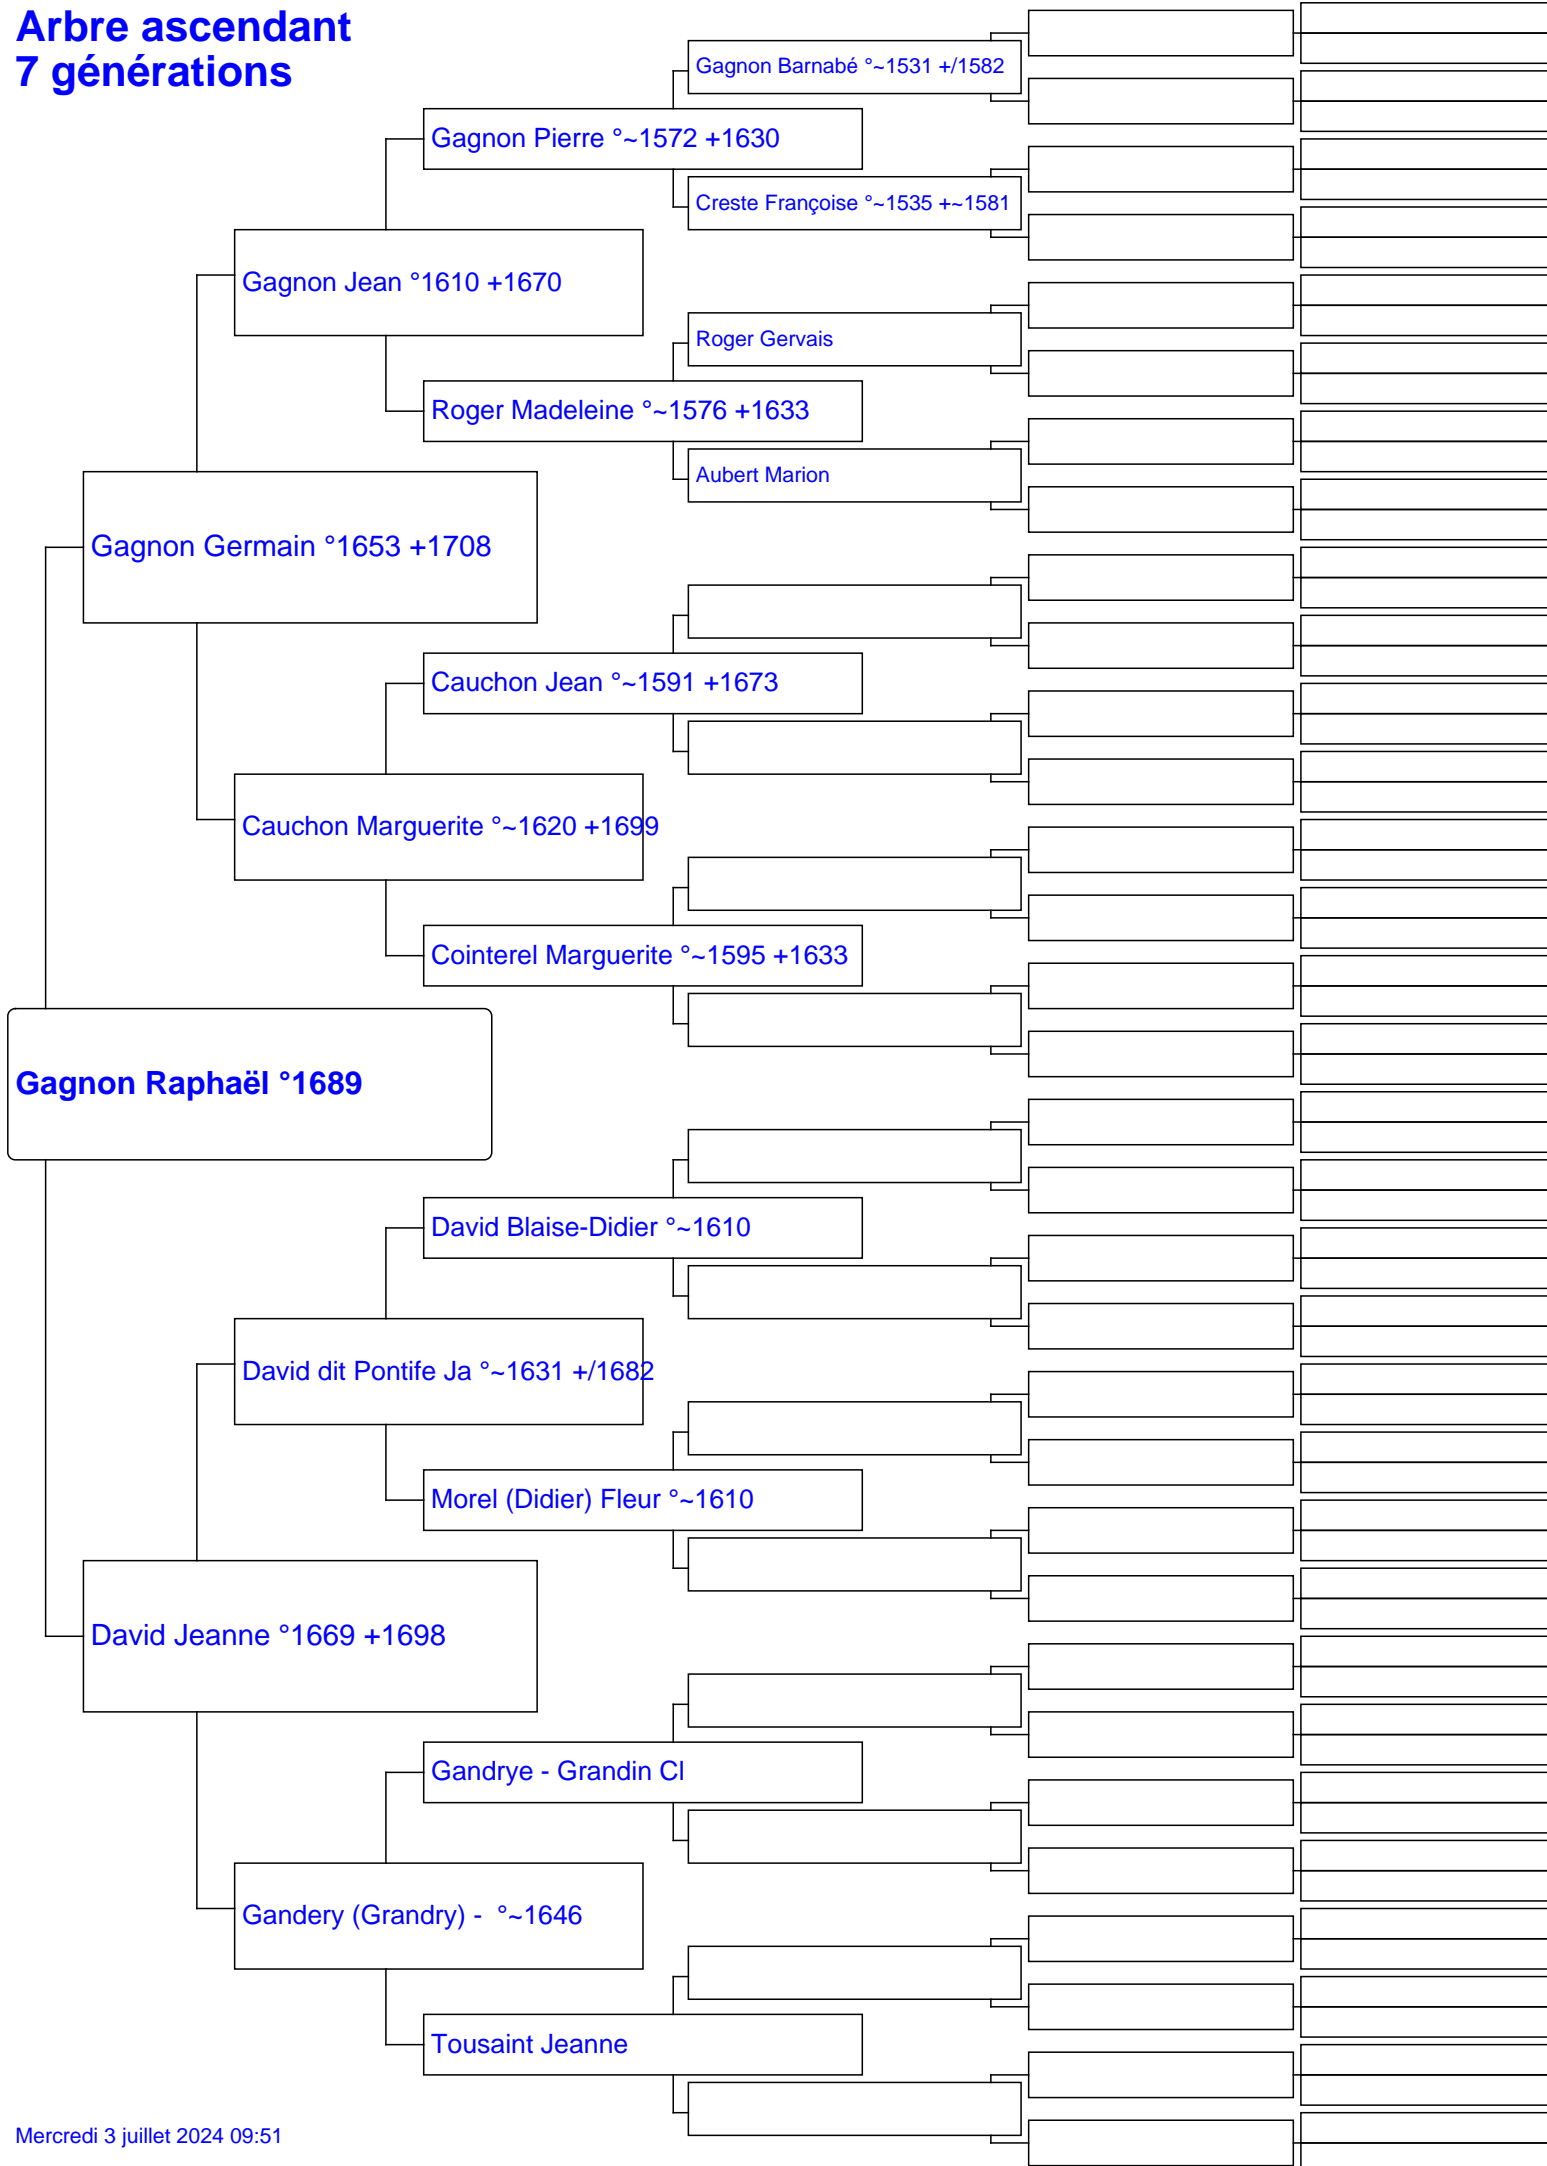 Arbre ascendant
7 générations
Gagnon Barnabé °~1531 +/1582
Gagnon Pierre °~1572 +1630
Creste Françoise °~1535 +~1581
Gagnon Jean °1610 +1670
Roger Gervais
Roger Madeleine °~1576 +1633
Aubert Marion
Gagnon Germain °1653 +1708
Cauchon Jean °~1591 +1673
Cauchon Marguerite °~1620 +1699
Cointerel Marguerite °~1595 +1633
Gagnon Raphaël °1689
David Blaise-Didier °~1610
David dit Pontife Ja °~1631 +/1682
Morel (Didier) Fleur °~1610
David Jeanne °1669 +1698
Gandrye - Grandin Cl
Gandery (Grandry) -  °~1646
Tousaint Jeanne
Mercredi 3 juillet 2024 09:51